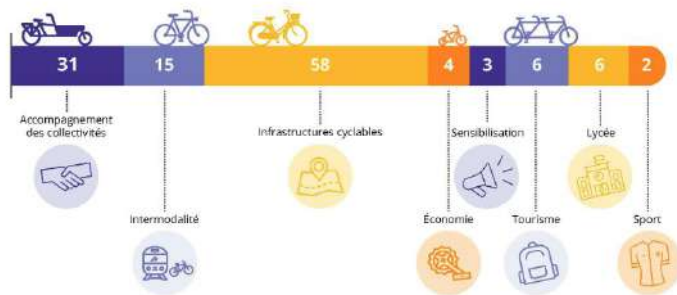 31 15 58 4 3 6 6 2
Accompagnement
des collectivités
Infrastructures cyclables
Sensibilisation
Lycée
Intermodalité
Économie
Tourisme
Sport